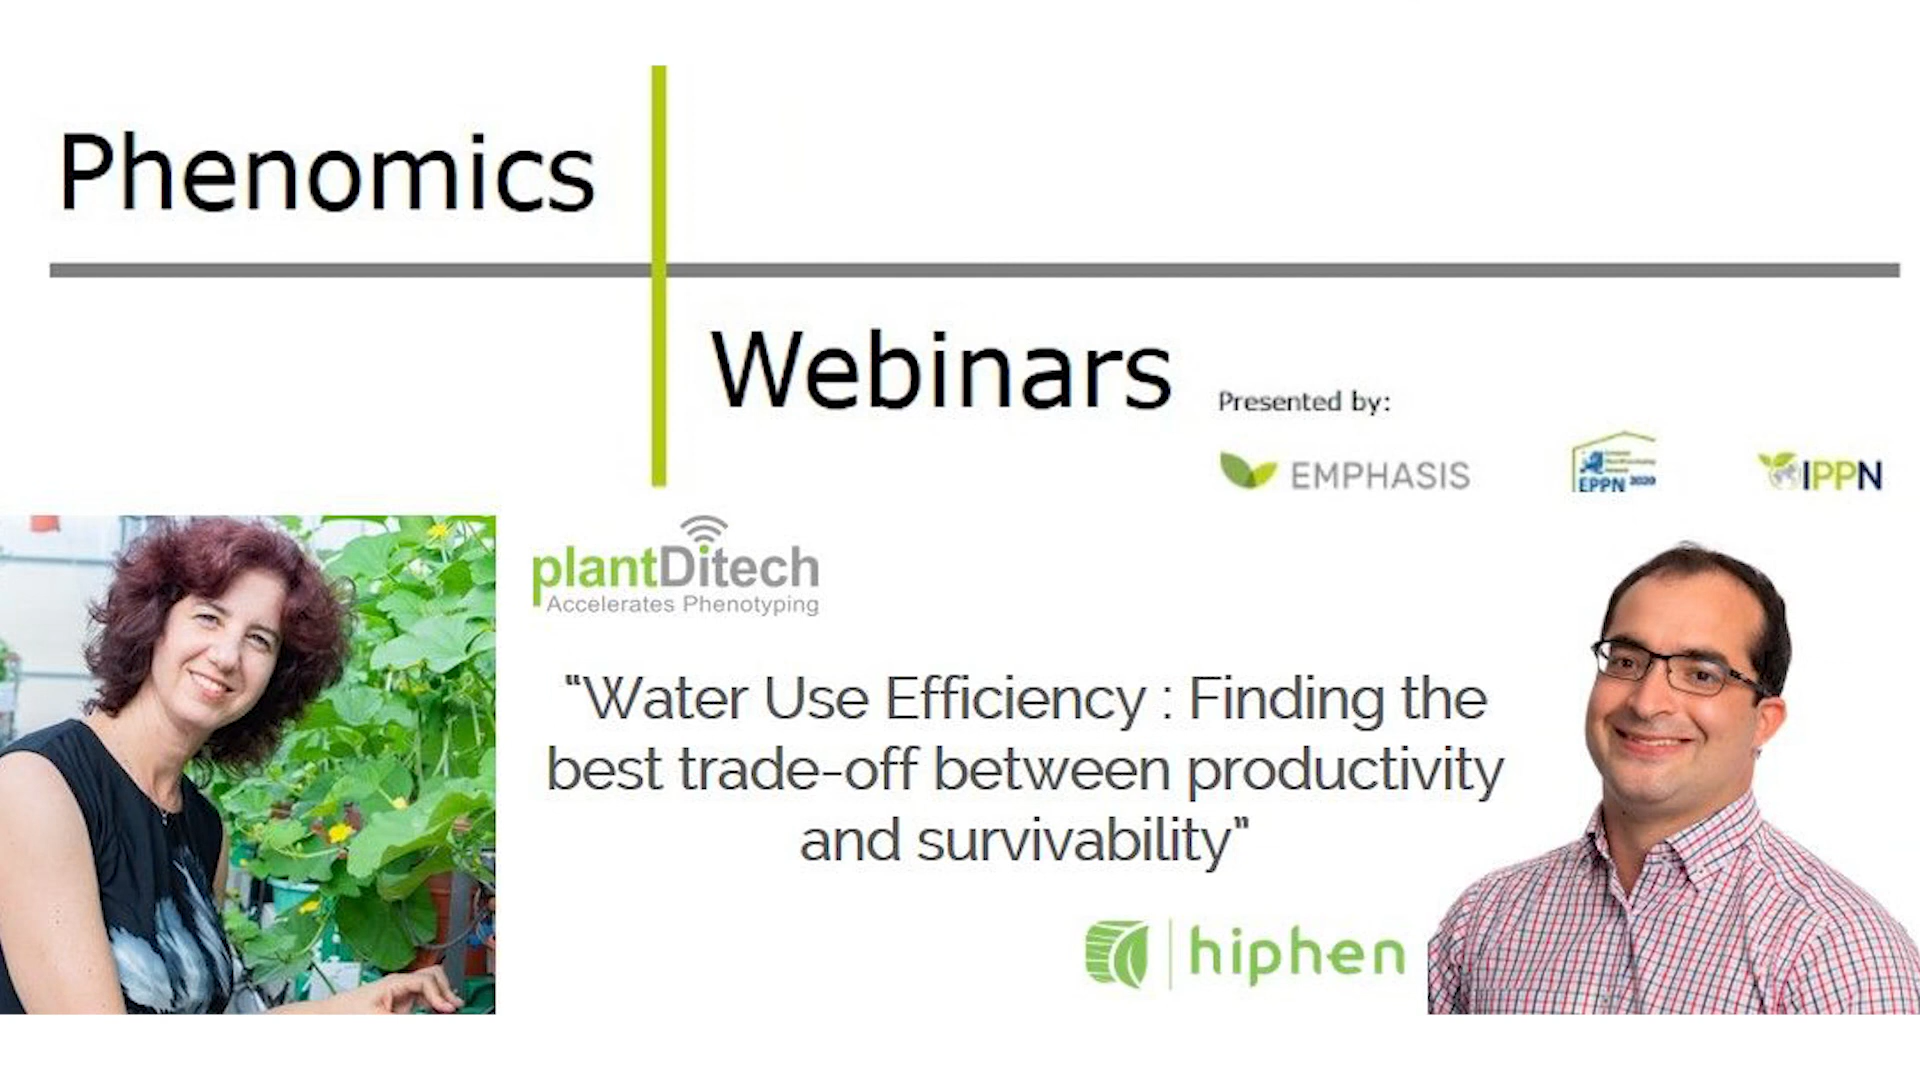 Phenomics
Webinars
Presented by:
EMPHASIS
EPPN 2020
IPPN
plantDitech
Accelerates Phenotyping
“Water Use Efficiency : Finding the
best trade-off between productivity
and survivability”
hiphen